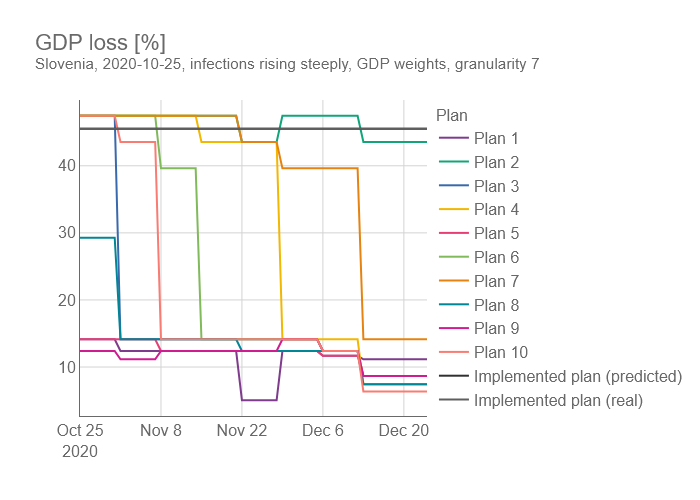 GDP loss [%]
Slovenia, 2020-10-25, infections rising steeply, GDP weights, granularity 7
Plan
Plan 1
Plan 2
Plan 3
Plan 4
Plan 5
Plan 6
Plan 7
Plan 8
Plan 9
Plan 10
Implemented plan (predicted)
Implemented plan (real)
40
30
20
10
Oct 25 Nov 8 Nov 22 Dec 6 Dec 20
2020